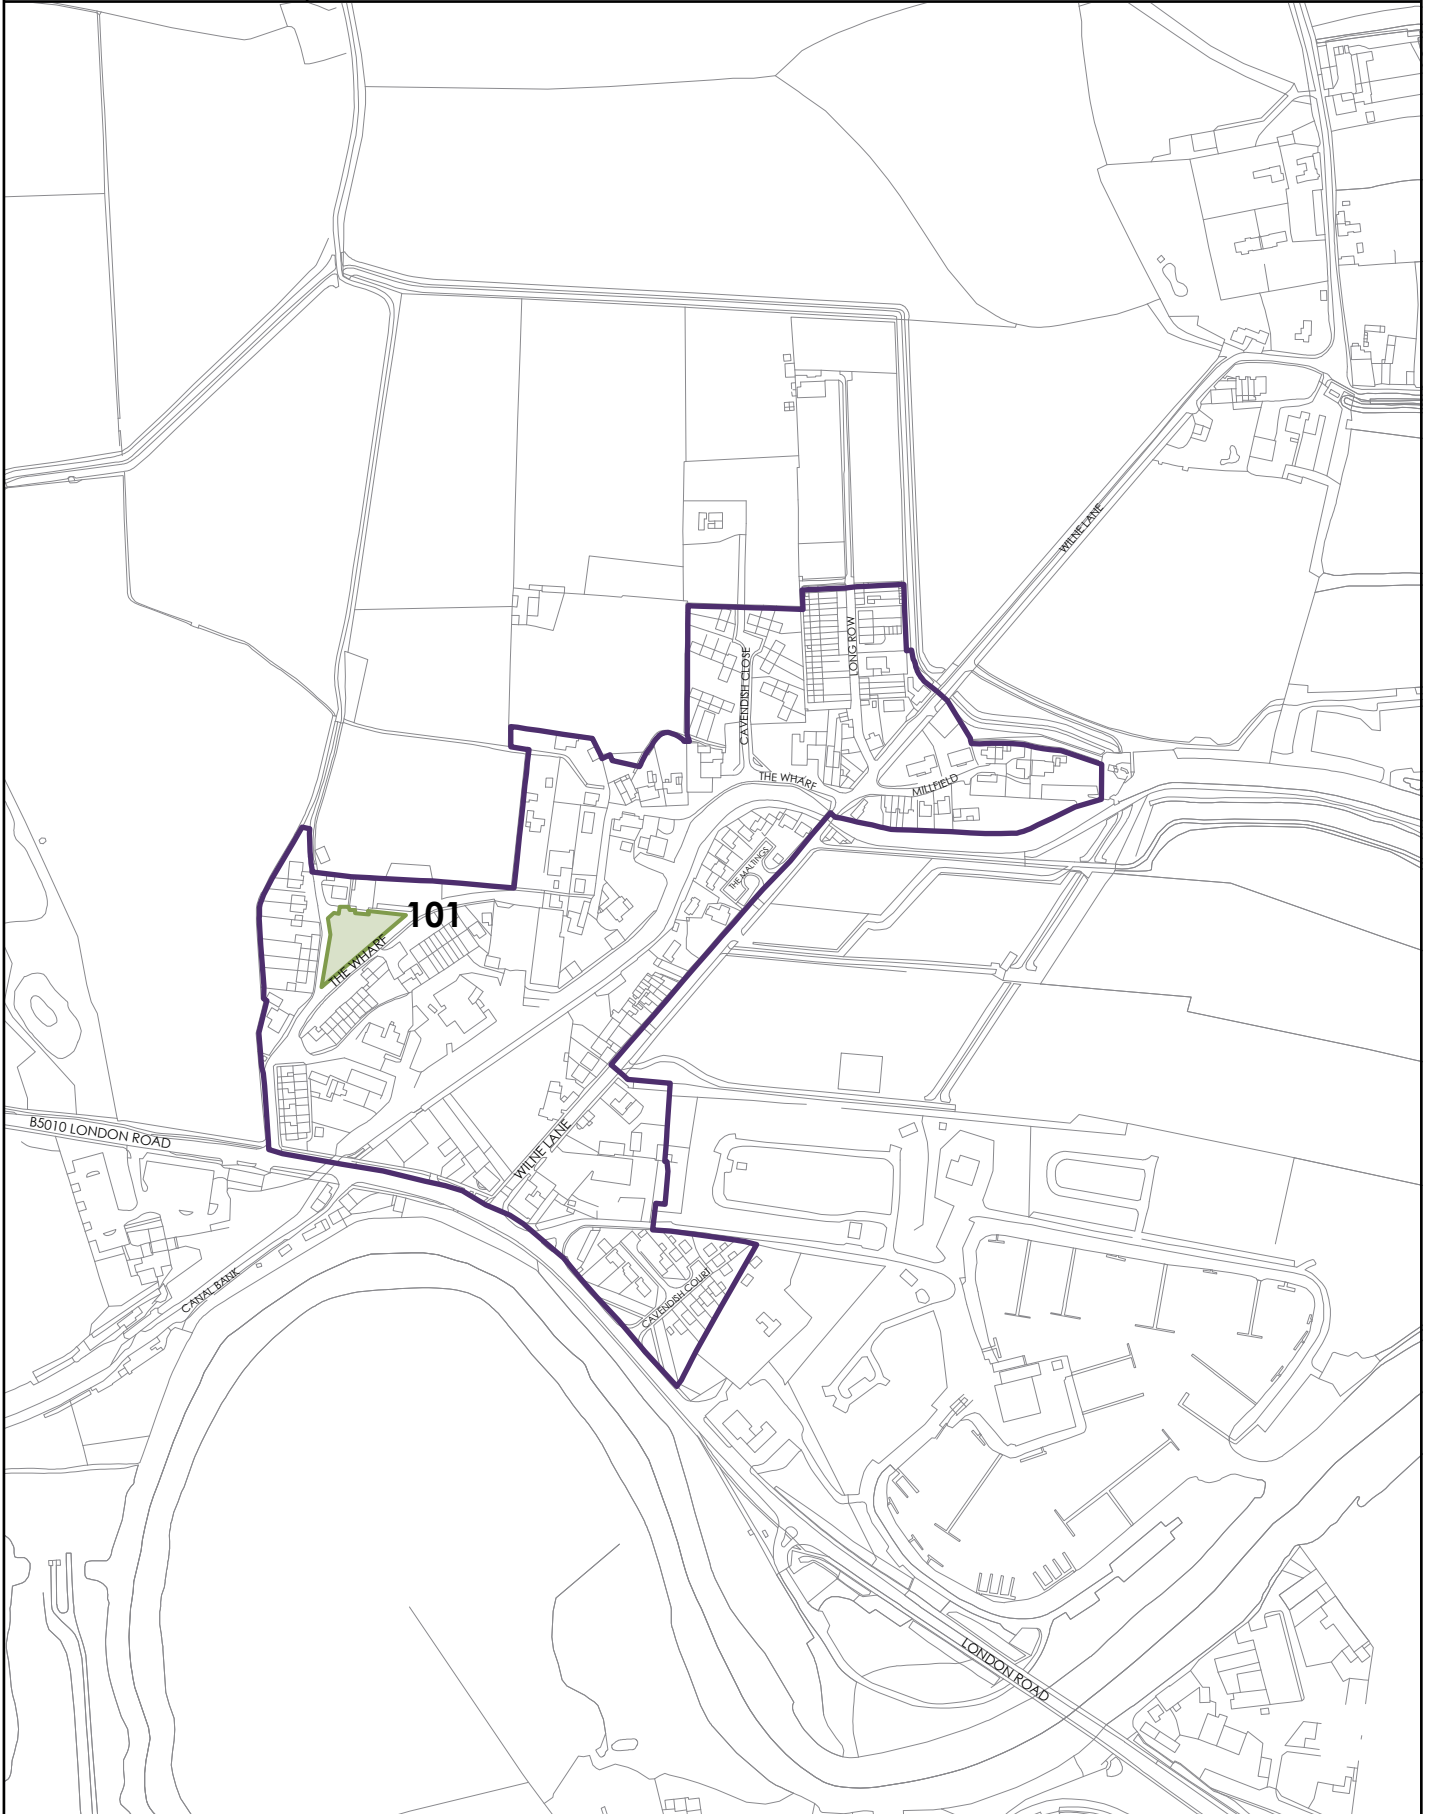 WILNE LANE
LONG ROW
CAVENDISH CLOSE
THE WHARF
MILLFIELD
THE MALTINGS
101
THE WHARF
B5010 LONDON ROAD
WILNE LANE
CANAL BANK
CAVENDISH COURT
LONDON ROAD